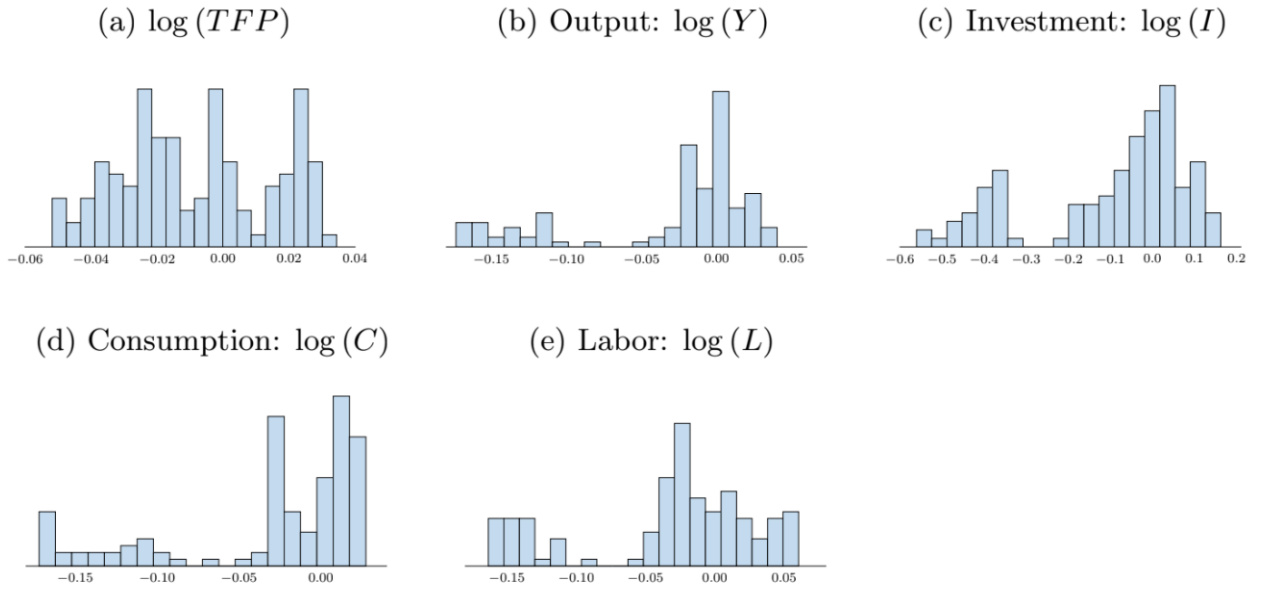 (a) log (TFP)
(b) Output: log (Y)
(c) Investment: log (I)
−0.06 −0.04 −0.02 0.00 0.02 0.04
−0.15 −0.10 −0.05 0.00 0.05
−0.6 −0.5 −0.4 −0.3 −0.2 −0.1 0.0 0.1 0.2
(d) Consumption: log (C)
(e) Labor: log (L)
−0.15 −0.10 −0.05 0.00
−0.15 −0.10 −0.05 0.00 0.05